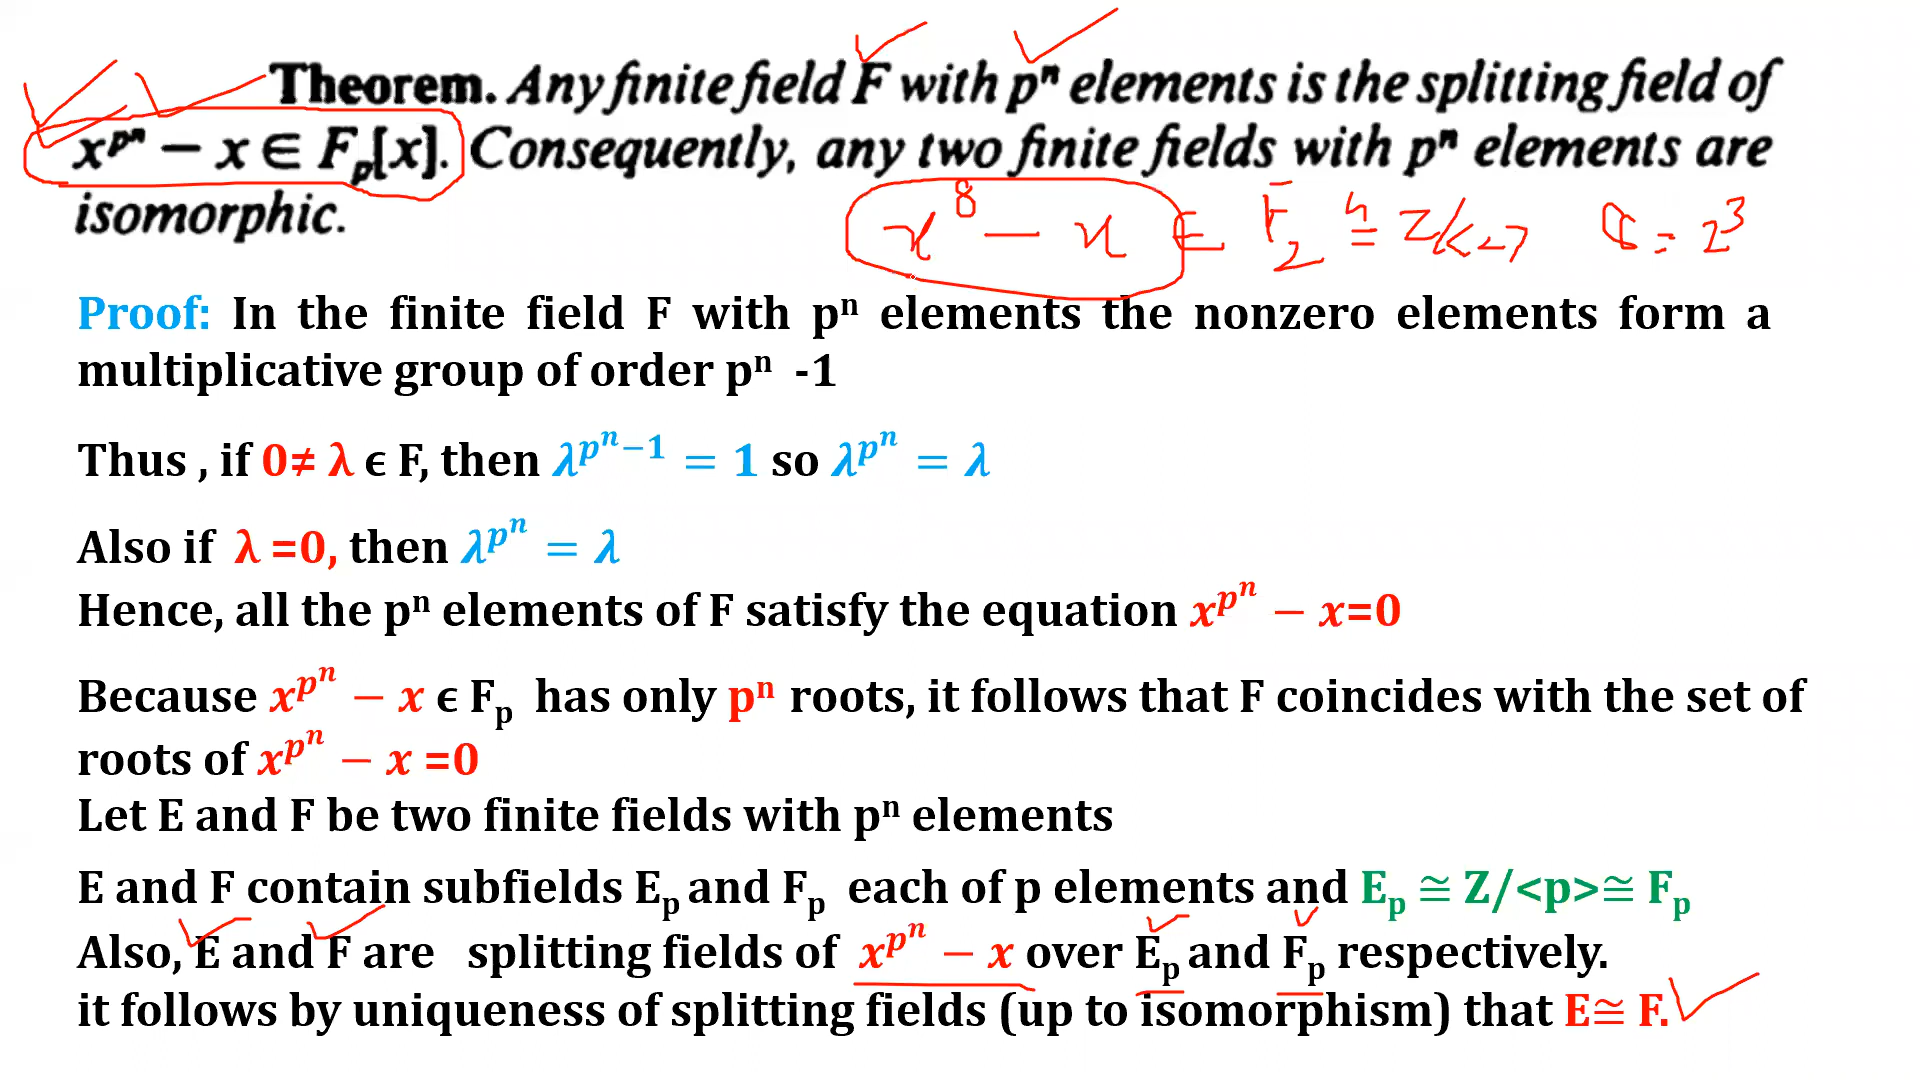 Theorem. Any finite field F with pⁿ elements is the splitting field of
x^{pⁿ} − x ∈ F_p[x]. Consequently, any two finite fields with pⁿ elements are
isomorphic.
x⁸ − x ∈ F₂ ≅ Z/<2> 8 = 2³
Proof: In the finite field F with pⁿ elements the nonzero elements form a
multiplicative group of order pⁿ -1
Thus , if 0≠ λ ϵ F, then λ^{pⁿ−1} = 1 so λ^{pⁿ} = λ
Also if λ =0, then λ^{pⁿ} = λ
Hence, all the pⁿ elements of F satisfy the equation x^{pⁿ} − x=0
Because x^{pⁿ} − x ϵ F_p has only pⁿ roots, it follows that F coincides with the set of
roots of x^{pⁿ} − x =0
Let E and F be two finite fields with pⁿ elements
E and F contain subfields E_p and F_p each of p elements and E_p ≅ Z/<p>≅ F_p
Also, E and F are splitting fields of x^{pⁿ} − x over E_p and F_p respectively.
it follows by uniqueness of splitting fields (up to isomorphism) that E≅ F.